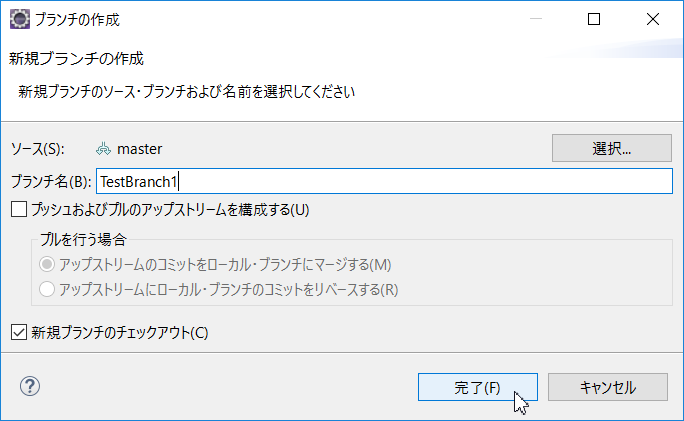 ブランチの作成
新規ブランチの作成
新規ブランチのソース・ブランチおよび名前を選択してください
ソース(S): master 選択...
ブランチ名(B): TestBranch1
プッシュおよびプルのアップストリームを構成する(U)
プルを行う場合
アップストリームのコミットをローカル・ブランチにマージする(M)
アップストリームにローカル・ブランチのコミットをリベースする(R)
新規ブランチのチェックアウト(C)
? 完了(F) キャンセル